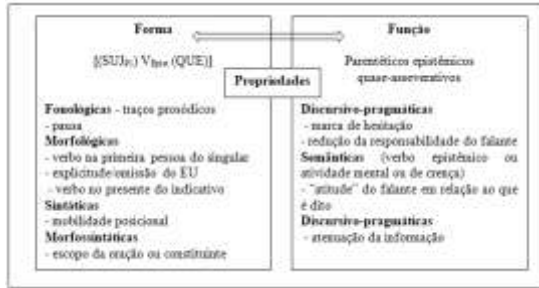 Forma
[(SUJ) V (QUE)]
Fonológicas - traços prosódicos
- pausa
Morfológicas
- verbo na primeira pessoa do singular
- explicitude/omissão do EU
- verbo no presente do indicativo
Sintáticas
- mobilidade posicional
Morfossintáticas
- escopo da oração ou constituinte
Propriedades
Função
Parentéticos epistêmicos
quase-asseverativos
Discursivo-pragmáticas
- marca de hesitação
- redução da responsabilidade do falante
Semânticas (verbo epistêmico ou
atividade mental ou de crença)
- "atitude" do falante em relação ao que
é dito
Discursivo-pragmáticas
- atenuação da informação